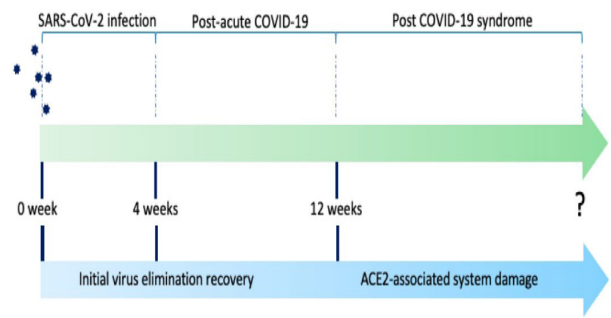 SARS-CoV-2 infection
Post-acute COVID-19
Post COVID-19 syndrome
0 week
4 weeks
12 weeks
?
Initial virus elimination recovery
ACE2-associated system damage